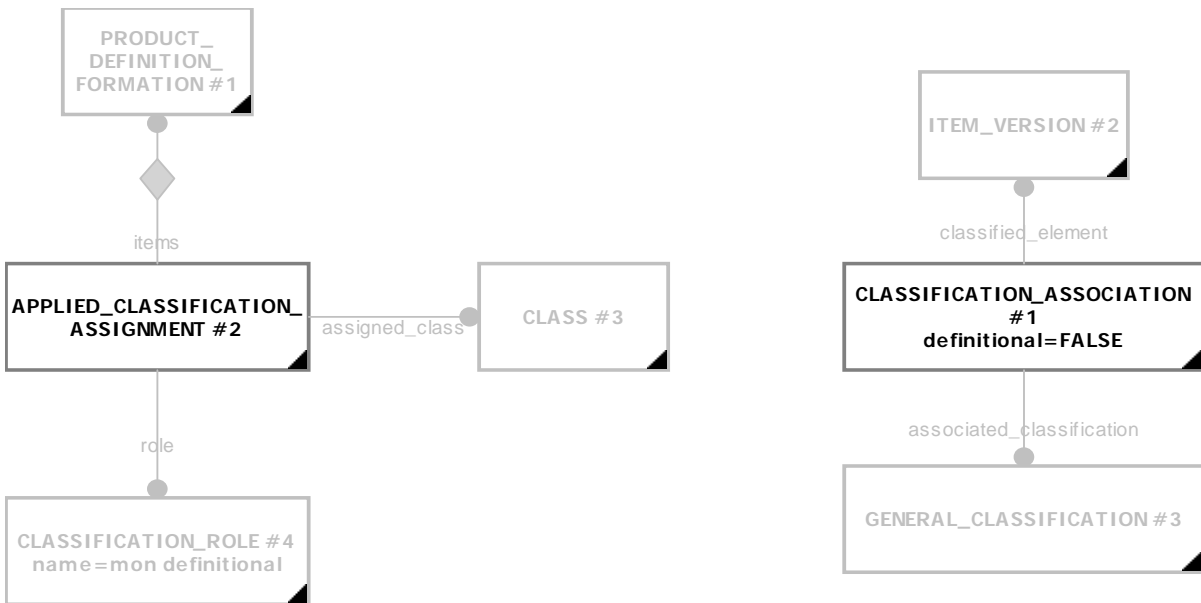 PRODUCT_
DEFINITION_
FORMATION #1
items
APPLIED_CLASSIFICATION_
ASSIGNMENT #2
assigned_class
CLASS #3
role
CLASSIFICATION_ROLE #4
name=mon definitional
ITEM_VERSION #2
classified_element
CLASSIFICATION_ASSOCIATION
#1
definitional=FALSE
associated_classification
GENERAL_CLASSIFICATION #3